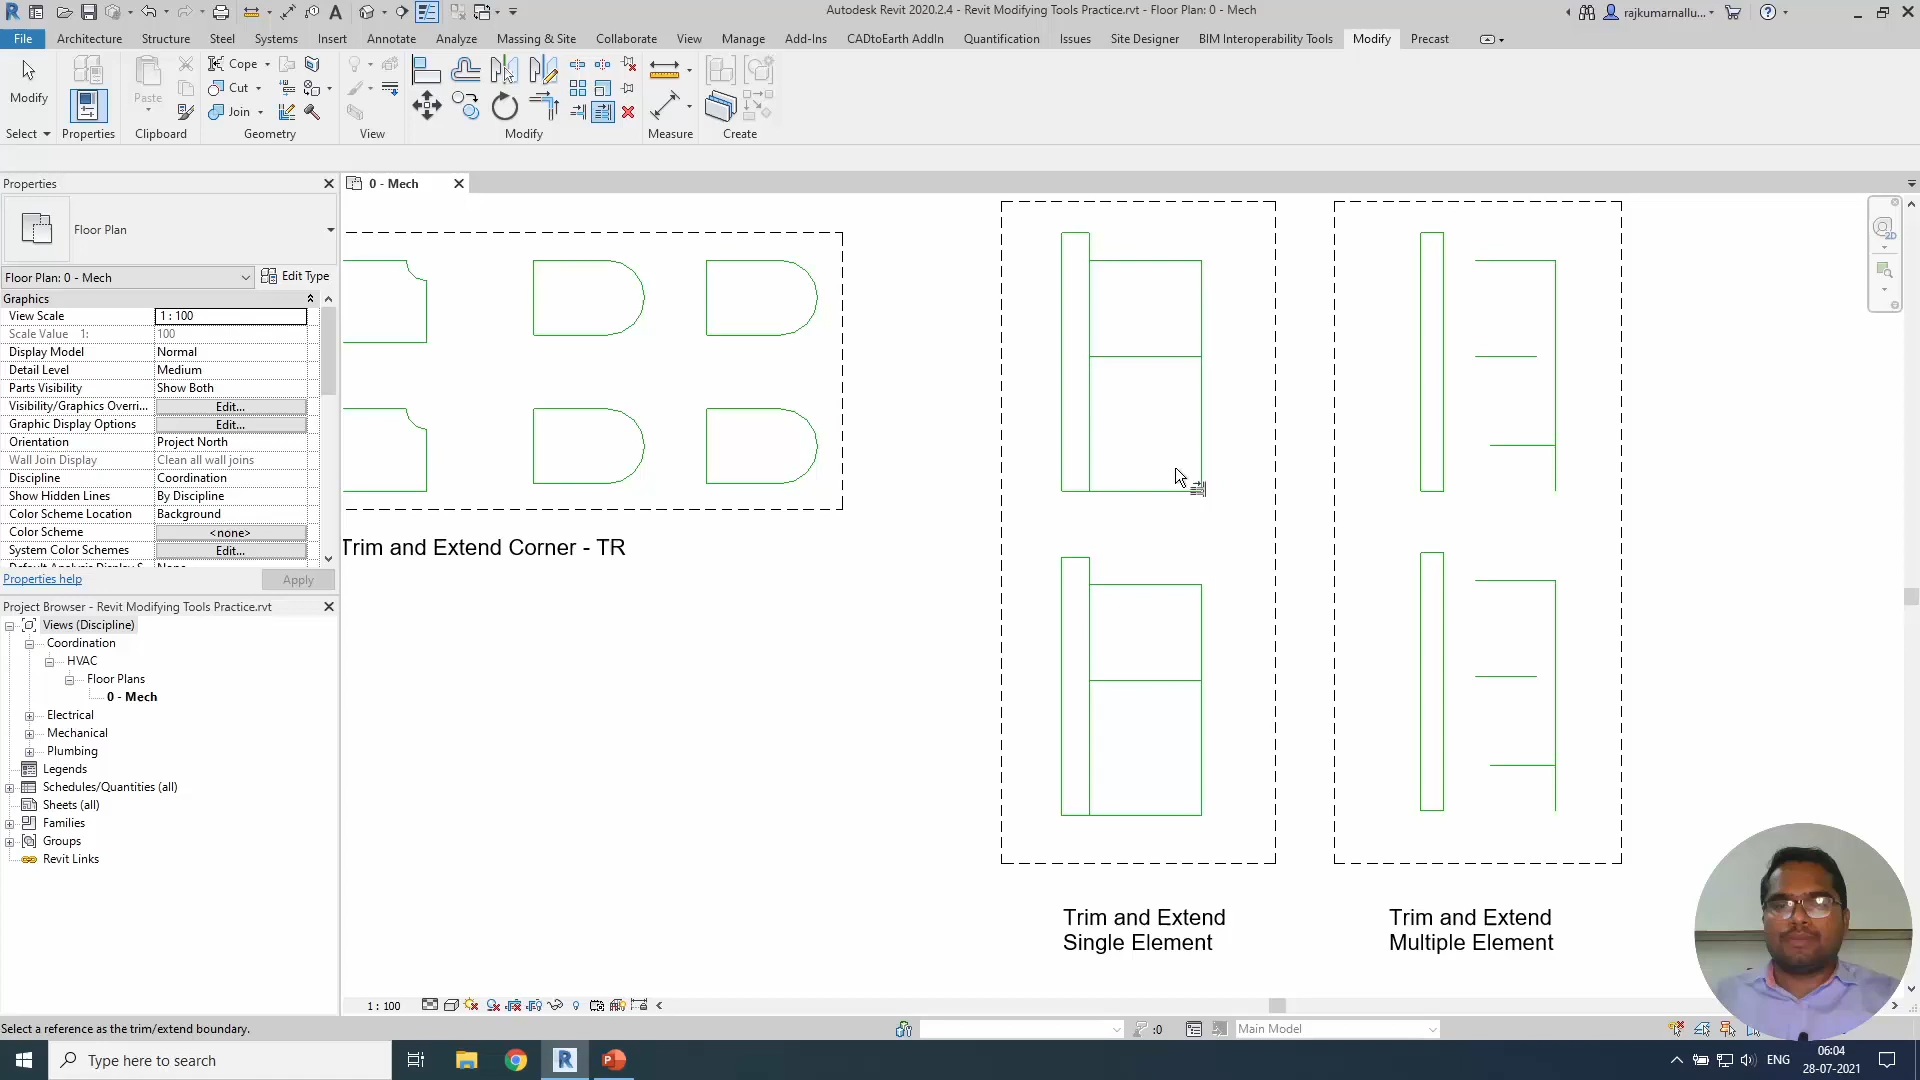 Autodesk Revit 2020.2.4 - Revit Modifying Tools Practice.rvt - Floor Plan: 0 - Mech
rajkumarnallu...
File Architecture Structure Steel Systems Insert Annotate Analyze Massing & Site Collaborate View Manage Add-Ins CADtoEarth AddIn Quantification Issues Site Designer BIM Interoperability Tools Modify Precast
Modify
Paste
Cope
Cut
Join
Select Properties Clipboard Geometry View Modify Measure Create
Properties
0 - Mech
Floor Plan
Floor Plan: 0 - Mech
Edit Type
Graphics
View Scale 1 : 100
Scale Value 1: 100
Display Model Normal
Detail Level Medium
Parts Visibility Show Both
Visibility/Graphics Overri... Edit...
Graphic Display Options Edit...
Orientation Project North
Wall Join Display Clean all wall joins
Discipline Coordination
Show Hidden Lines By Discipline
Color Scheme Location Background
Color Scheme <none>
System Color Schemes Edit...
Properties help
Apply
Project Browser - Revit Modifying Tools Practice.rvt
Views (Discipline)
Coordination
HVAC
Floor Plans
0 - Mech
Electrical
Mechanical
Plumbing
Legends
Schedules/Quantities (all)
Sheets (all)
Families
Groups
Revit Links
Trim and Extend Corner - TR
Trim and Extend
Single Element
Trim and Extend
Multiple Element
1 : 100
Select a reference as the trim/extend boundary.
:0
Main Model
Type here to search
ENG
06:04
28-07-2021